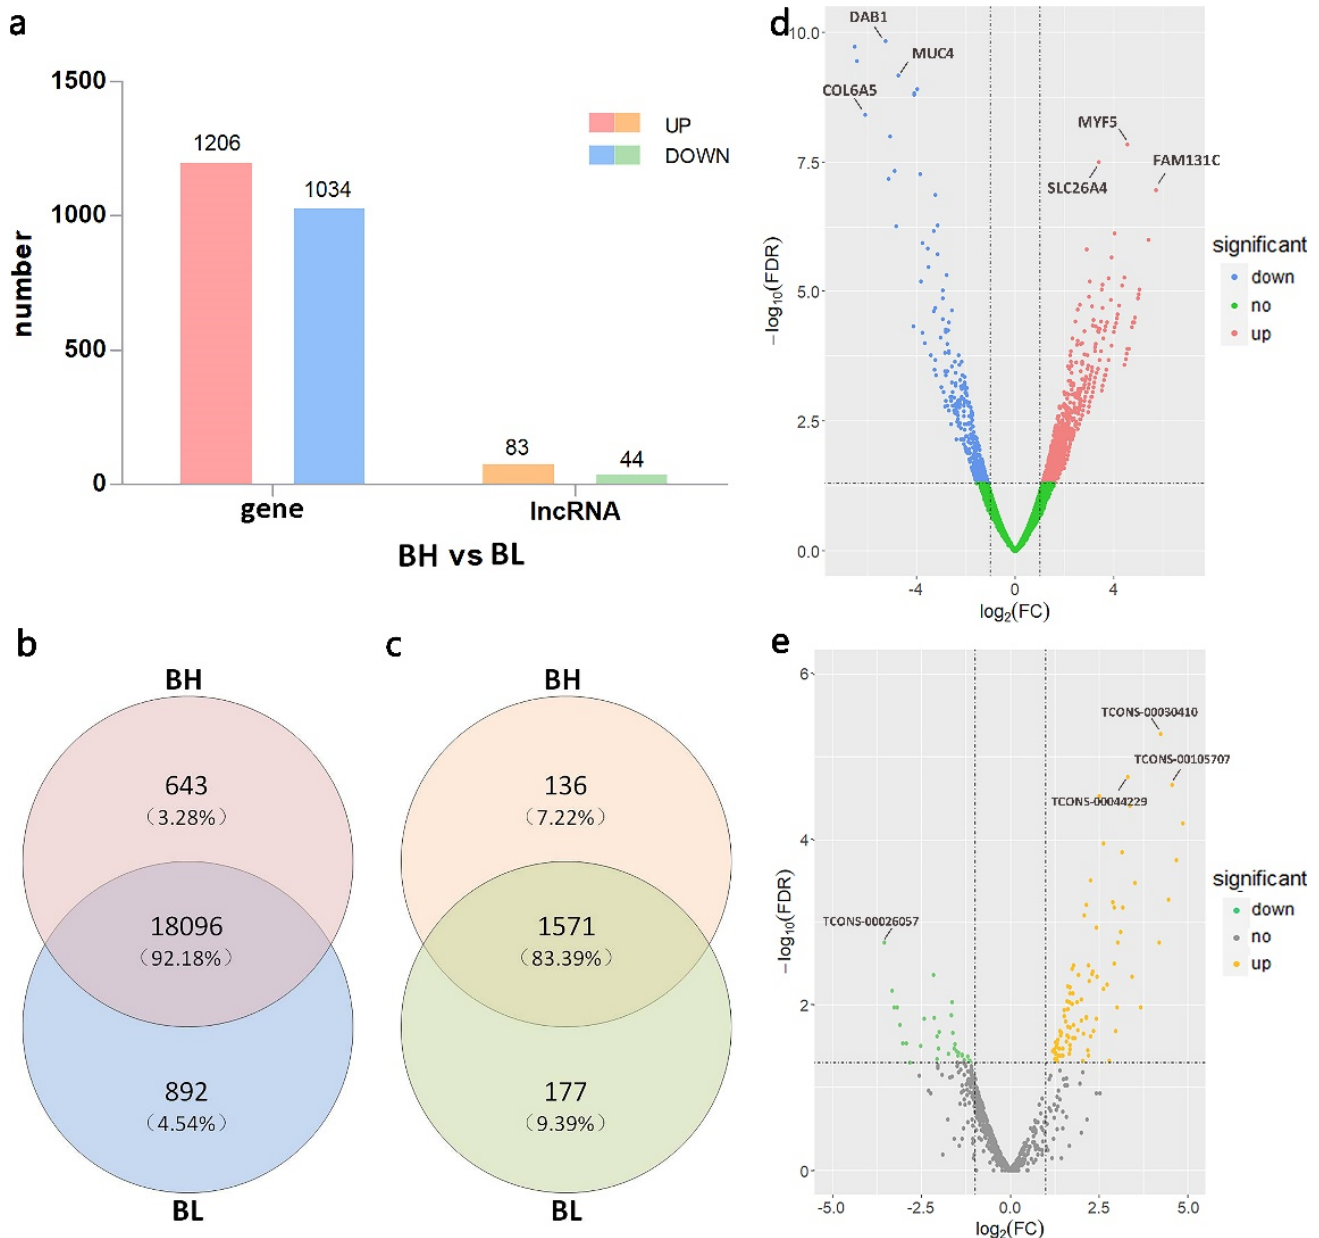 a
1500
1000
500
0
number
1206
1034
83
44
UP
DOWN
gene
lncRNA
BH vs BL
b
BH
643
(3.28%)
18096
(92.18%)
892
(4.54%)
BL
c
BH
136
(7.22%)
1571
(83.39%)
177
(9.39%)
BL
d
10.0
7.5
5.0
2.5
0.0
−log10(FDR)
DAB1
MUC4
COL6A5
MYF5
SLC26A4
FAM131C
-4
0
4
log2(FC)
significant
down
no
up
e
6
4
2
0
−log10(FDR)
TCONS-00030410
TCONS-00105707
TCONS-00044229
TCONS-00026057
-5.0
-2.5
0.0
2.5
5.0
log2(FC)
significant
down
no
up